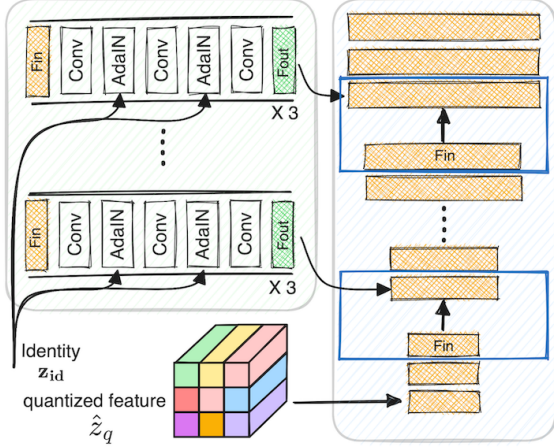 Fin Conv AdaIN Conv AdaIN Conv Fout
X 3
Fin
Fin Conv AdaIN Conv AdaIN Conv Fout
X 3
Fin
Identity
z_id
quantized feature
ẑ_q